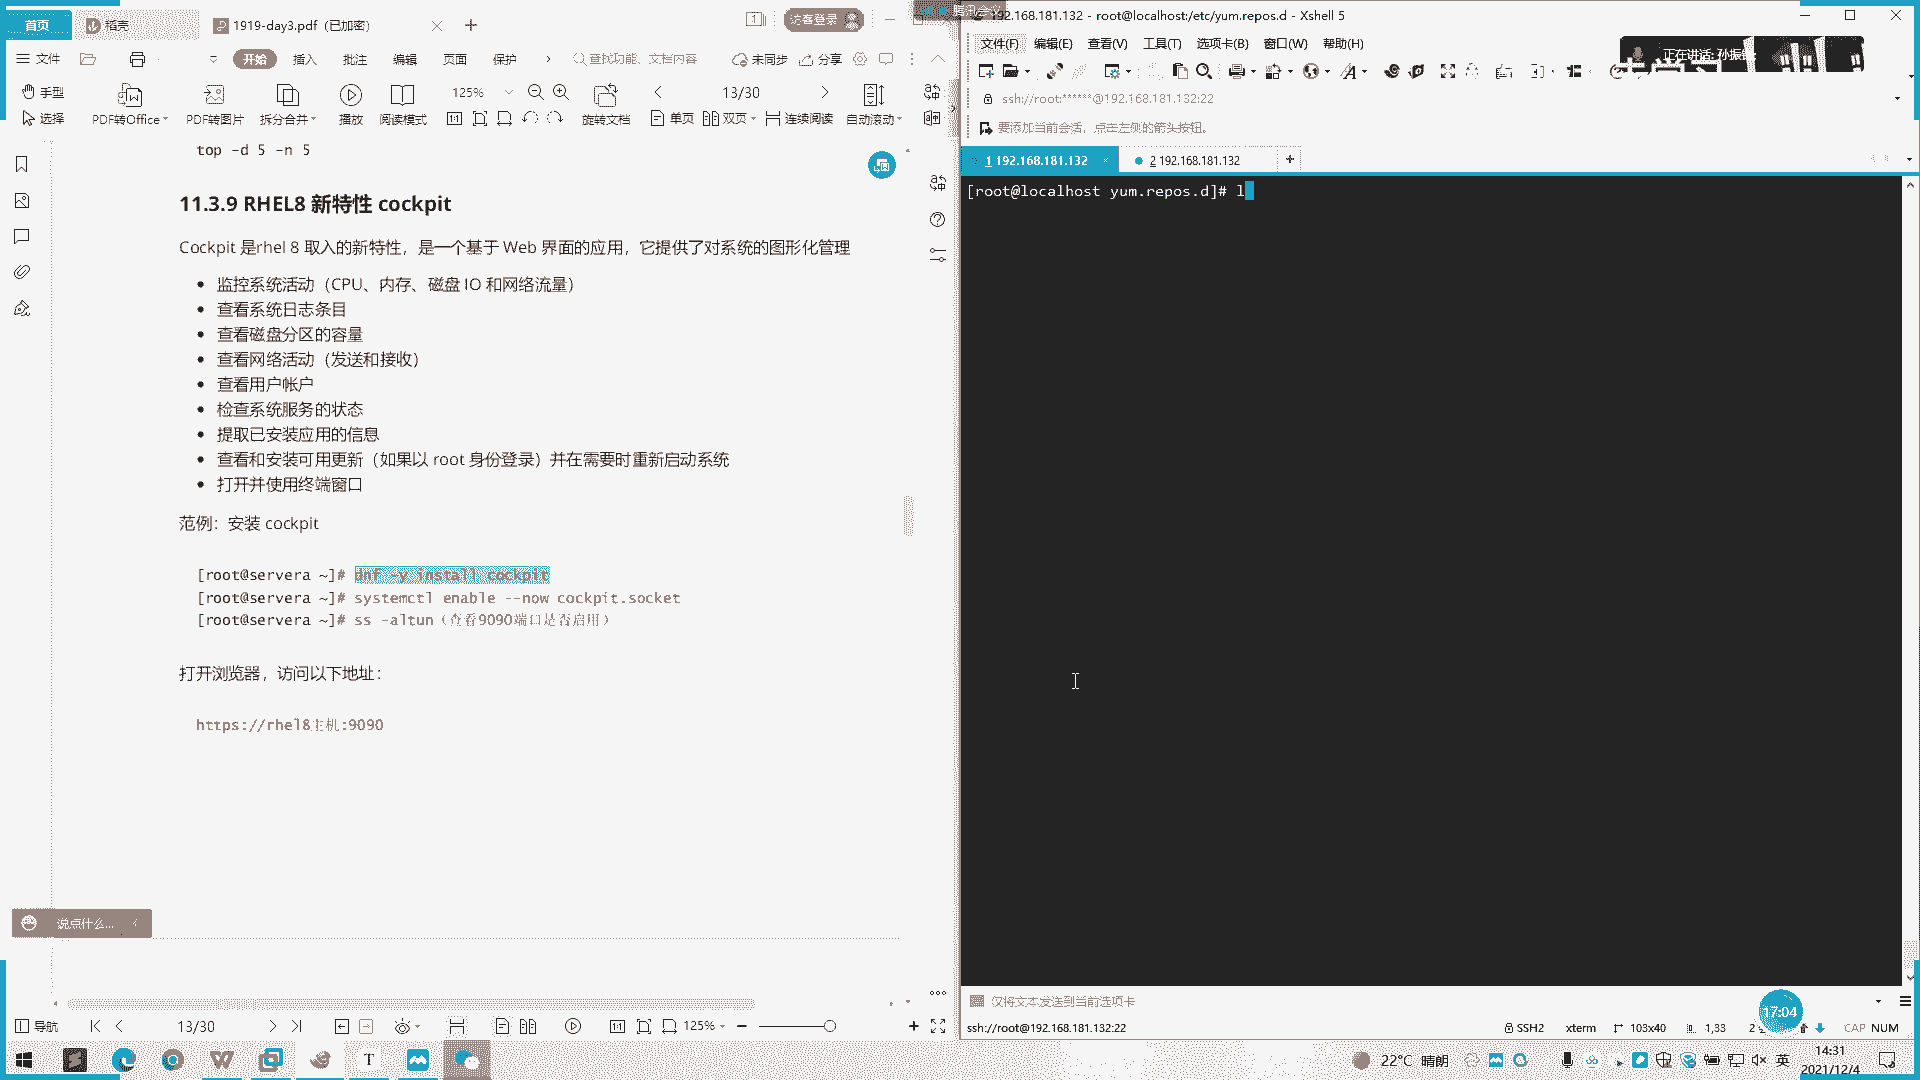 首页
稻壳
1919-day3.pdf（已加密）
访客登录
文件
开始
插入
批注
编辑
页面
保护
查找功能、文档内容
未同步
分享
手型
选择
PDF转Office
PDF转图片
拆分合并
播放
阅读模式
125%
旋转文档
13/30
单页
双页
连续阅读
自动滚动
top -d 5 -n 5
11.3.9 RHEL8 新特性 cockpit
Cockpit 是rhel 8 取入的新特性，是一个基于 Web 界面的应用，它提供了对系统的图形化管理
监控系统活动（CPU、内存、磁盘 IO 和网络流量）
查看系统日志条目
查看磁盘分区的容量
查看网络活动（发送和接收）
查看用户帐户
检查系统服务的状态
提取已安装应用的信息
查看和安装可用更新（如果以 root 身份登录）并在需要时重新启动系统
打开并使用终端窗口
范例：安装 cockpit
[root@servera ~]# dnf -y install cockpit
[root@servera ~]# systemctl enable --now cockpit.socket
[root@servera ~]# ss -altun（查看9090端口是否启用）
打开浏览器，访问以下地址：
https://rhel8主机:9090
说点什么...
导航
13/30
125%
192.168.181.132 - root@localhost:/etc/yum.repos.d - Xshell 5
腾讯会议
文件(F) 编辑(E) 查看(V) 工具(T) 选项卡(B) 窗口(W) 帮助(H)
正在讲话: 孙振
ssh://root:******@192.168.181.132:22
要添加当前会话，点击左侧的箭头按钮。
1 192.168.181.132
2 192.168.181.132
[root@localhost yum.repos.d]# l
仅将文本发送到当前选项卡
17:04
ssh://root@192.168.181.132:22
SSH2
xterm
103x40
1,33
CAP NUM
22°C 晴朗
英
14:31
2021/12/4